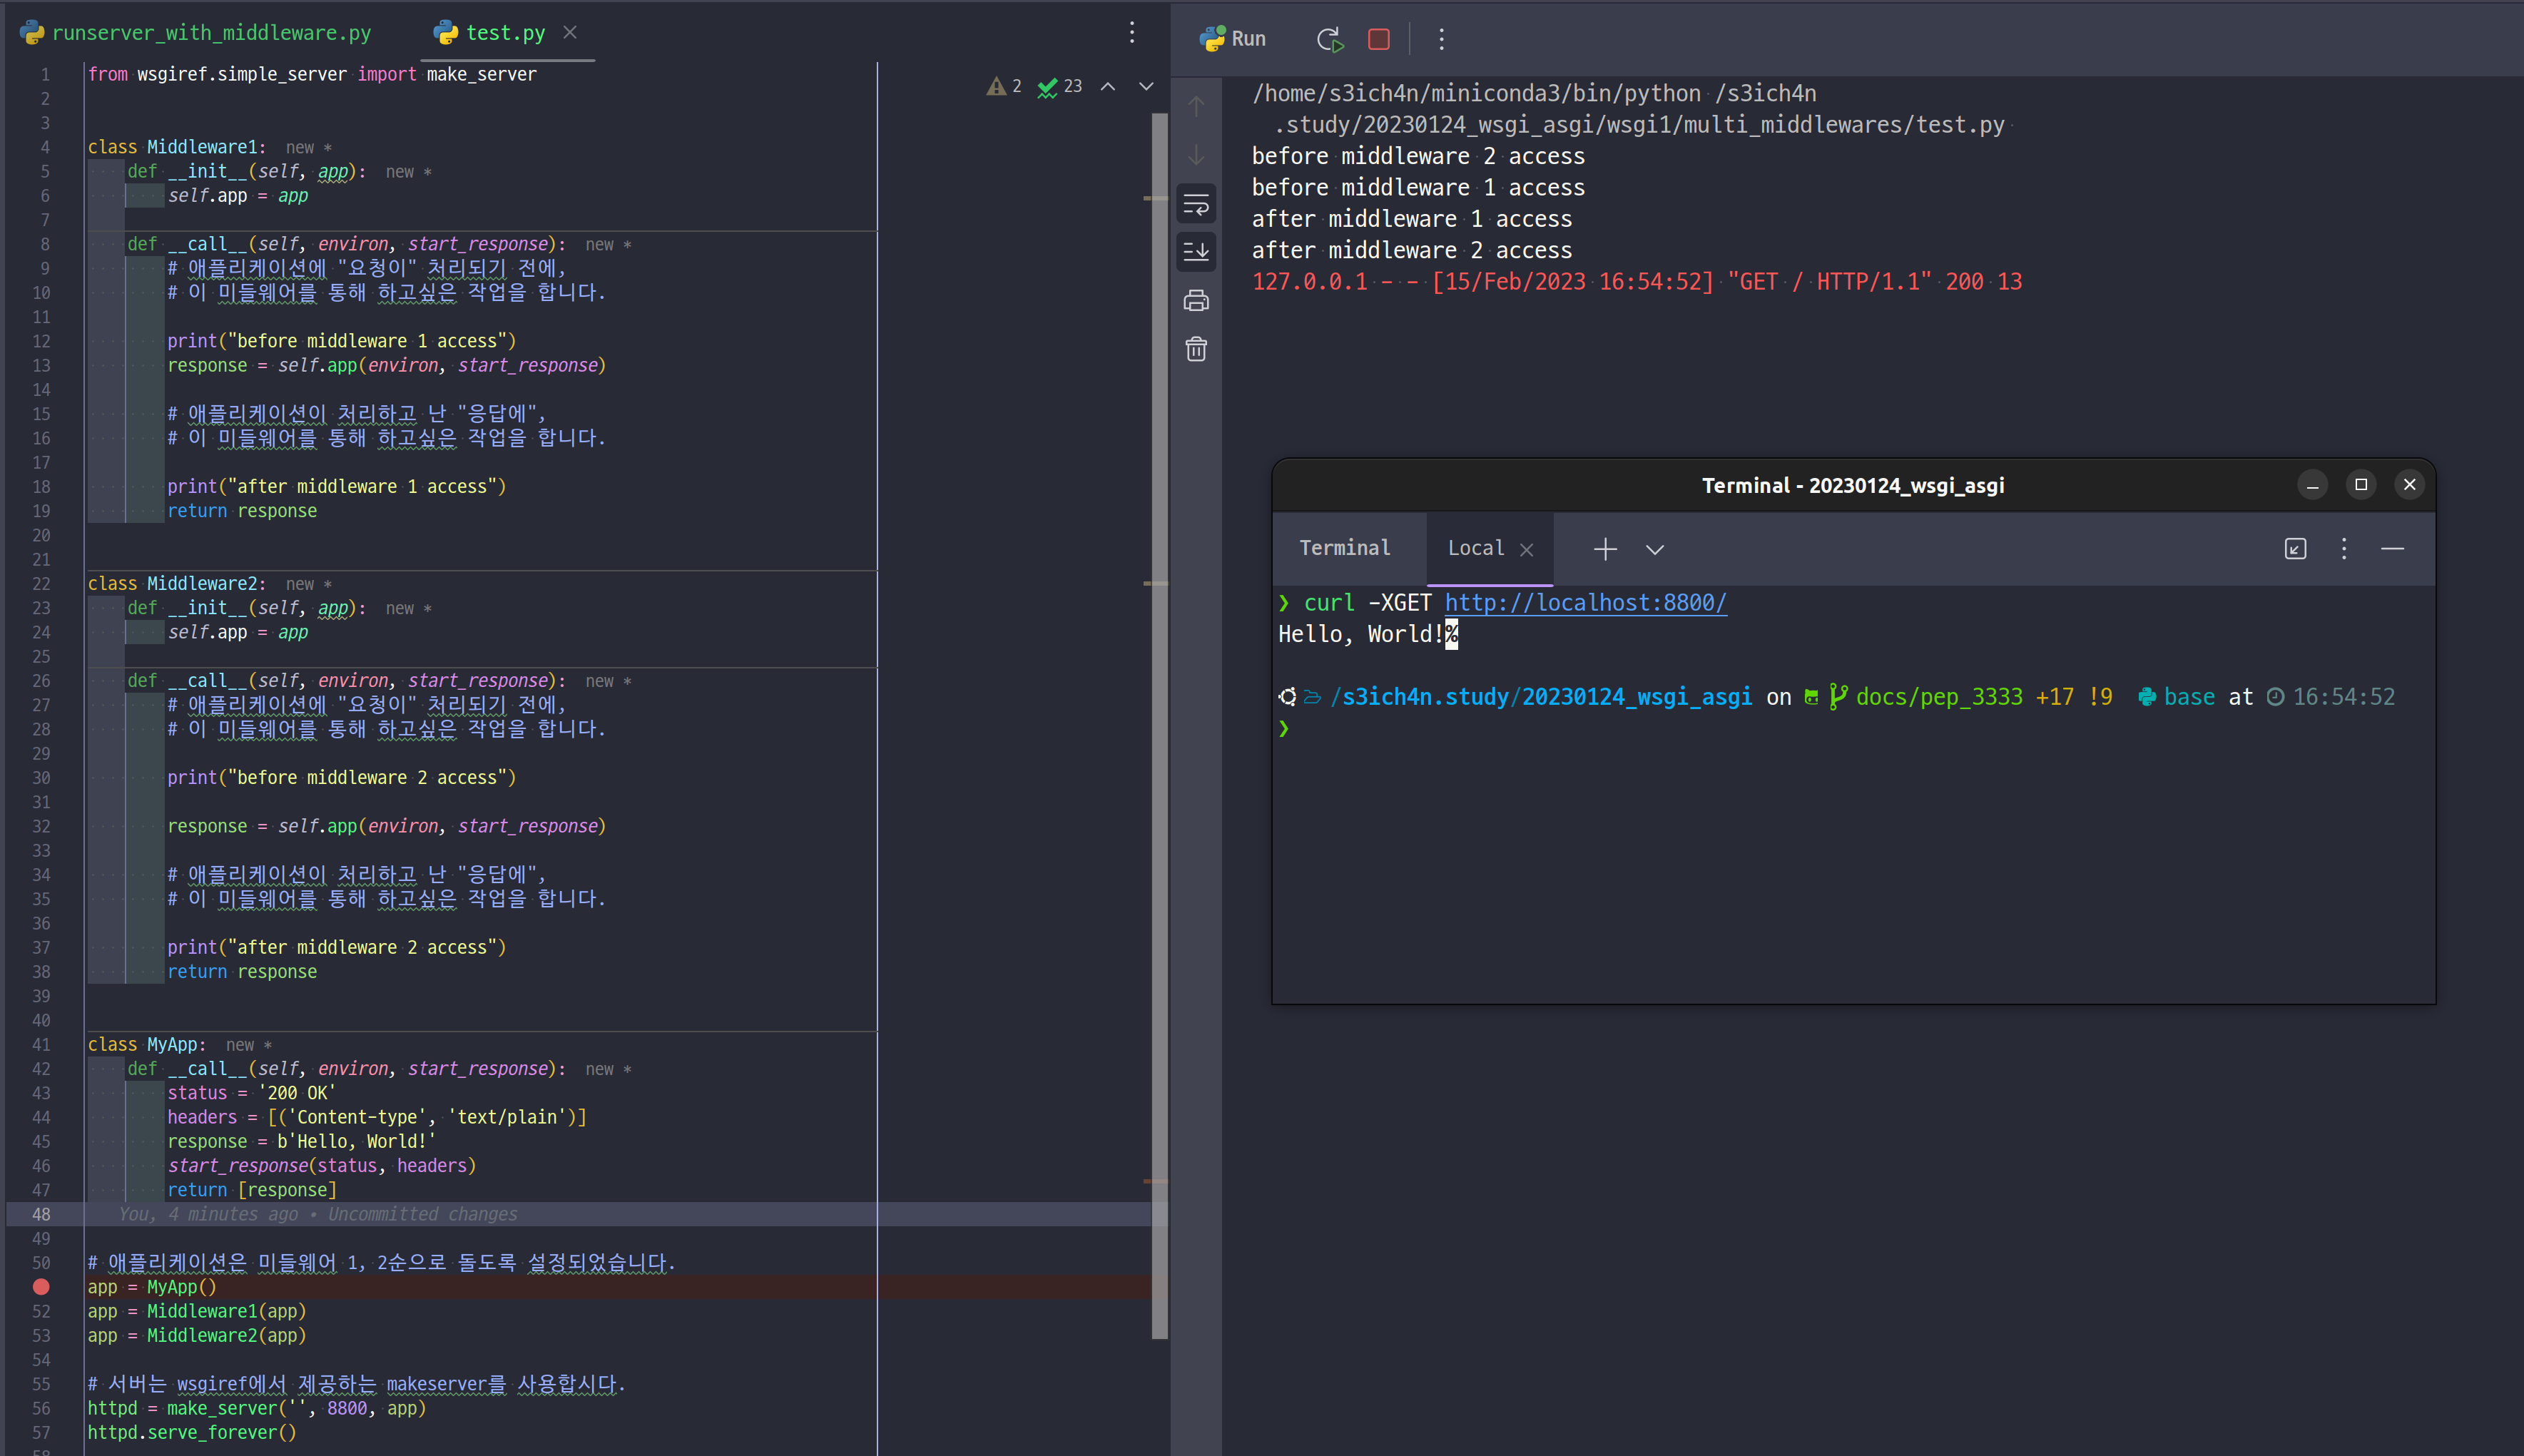 runserver_with_middleware.py
test.py
2 23
1 from wsgiref.simple_server import make_server
2
3
4 class Middleware1: new *
5 def __init__(self, app): new *
6 self.app = app
7
8 def __call__(self, environ, start_response): new *
9 # 애플리케이션에 "요청이" 처리되기 전에,
10 # 이 미들웨어를 통해 하고싶은 작업을 합니다.
11
12 print("before middleware 1 access")
13 response = self.app(environ, start_response)
14
15 # 애플리케이션이 처리하고 난 "응답에",
16 # 이 미들웨어를 통해 하고싶은 작업을 합니다.
17
18 print("after middleware 1 access")
19 return response
20
21
22 class Middleware2: new *
23 def __init__(self, app): new *
24 self.app = app
25
26 def __call__(self, environ, start_response): new *
27 # 애플리케이션에 "요청이" 처리되기 전에,
28 # 이 미들웨어를 통해 하고싶은 작업을 합니다.
29
30 print("before middleware 2 access")
31
32 response = self.app(environ, start_response)
33
34 # 애플리케이션이 처리하고 난 "응답에",
35 # 이 미들웨어를 통해 하고싶은 작업을 합니다.
36
37 print("after middleware 2 access")
38 return response
39
40
41 class MyApp: new *
42 def __call__(self, environ, start_response): new *
43 status = '200 OK'
44 headers = [('Content-type', 'text/plain')]
45 response = b'Hello, World!'
46 start_response(status, headers)
47 return [response]
48 You, 4 minutes ago • Uncommitted changes
49
50 # 애플리케이션은 미들웨어 1, 2순으로 돌도록 설정되었습니다.
app = MyApp()
52 app = Middleware1(app)
53 app = Middleware2(app)
54
55 # 서버는 wsgiref에서 제공하는 makeserver를 사용합시다.
56 httpd = make_server('', 8800, app)
57 httpd.serve_forever()
58
Run
/home/s3ich4n/miniconda3/bin/python /s3ich4n
.study/20230124_wsgi_asgi/wsgi1/multi_middlewares/test.py
before middleware 2 access
before middleware 1 access
after middleware 1 access
after middleware 2 access
127.0.0.1 - - [15/Feb/2023 16:54:52] "GET / HTTP/1.1" 200 13
Terminal - 20230124_wsgi_asgi
Terminal Local
❯ curl -XGET http://localhost:8800/
Hello, World!%
/s3ich4n.study/20230124_wsgi_asgi on docs/pep_3333 +17 !9 base at 16:54:52
❯